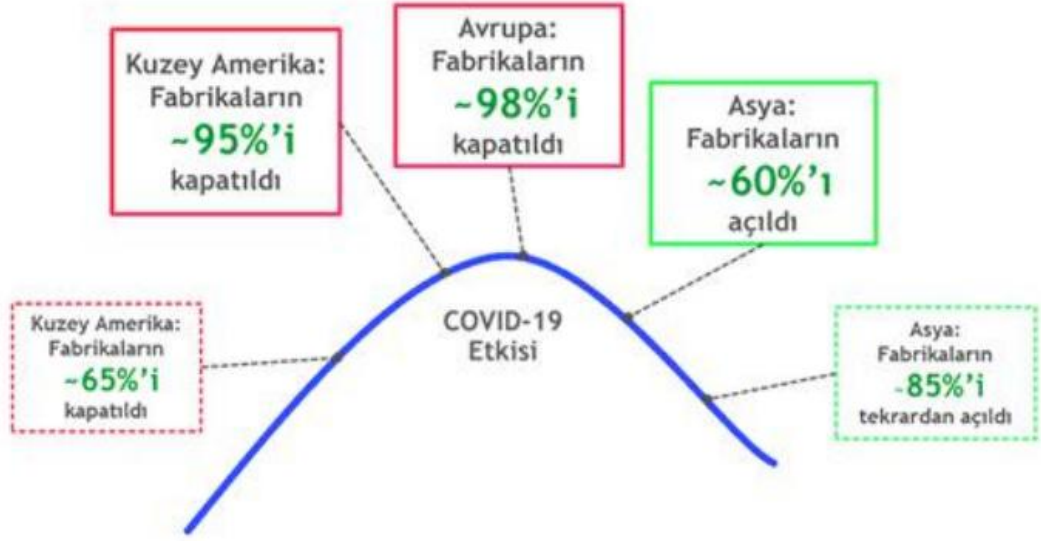 Kuzey Amerika:
Fabrikaların
~95%'i
kapatıldı
Avrupa:
Fabrikaların
~98%'i
kapatıldı
Asya:
Fabrikaların
~60%'ı
açıldı
Kuzey Amerika:
Fabrikaların
~65%'i
kapatıldı
COVID-19
Etkisi
Asya:
Fabrikaların
~85%'i
tekrardan açıldı